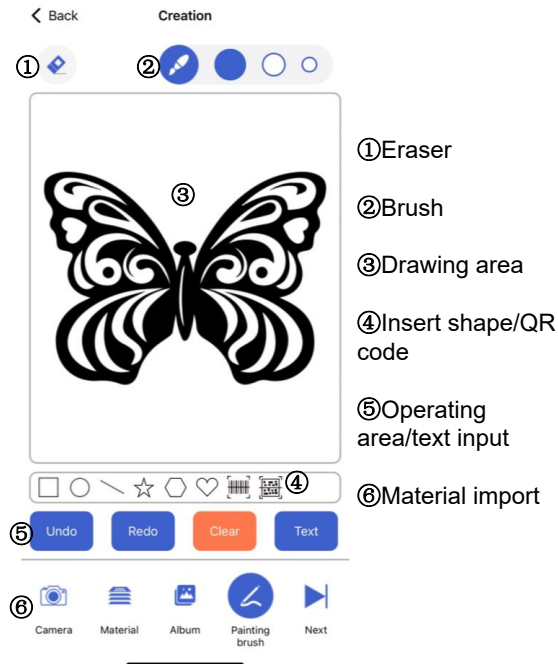 Back
Creation
①
②
③
①Eraser
②Brush
③Drawing area
④Insert shape/QR
code
⑤Operating
area/text input
⑥Material import
④
⑤
Undo
Redo
Clear
Text
⑥
Camera
Material
Album
Painting
brush
Next